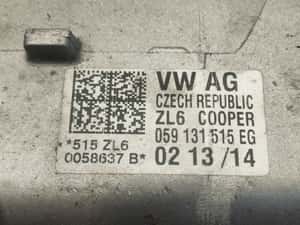 VW AG
CZECH REPUBLIC
ZL6 COOPER
059 131 515 EG
*515 ZL6
0058637 B*
02 13/14